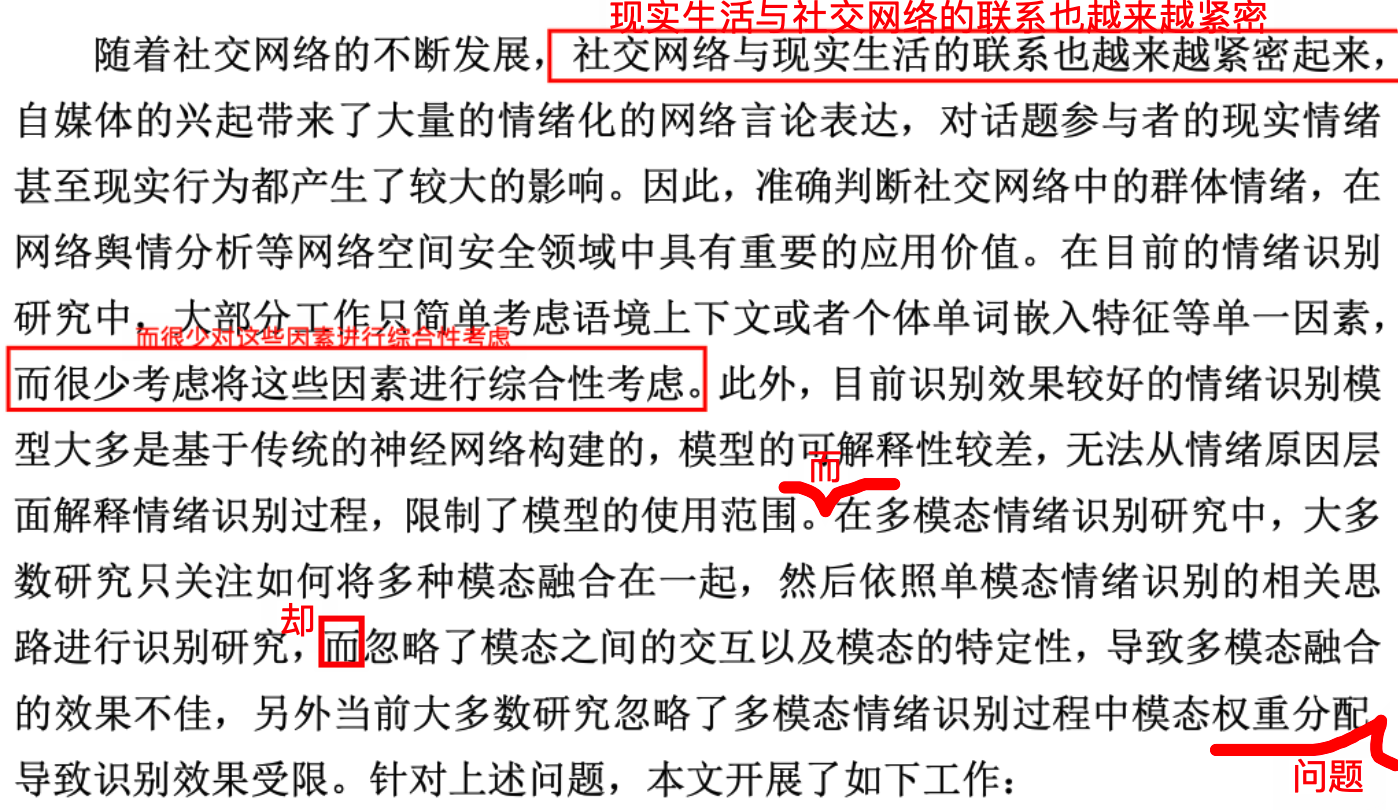 现实生活与社交网络的联系也越来越紧密
随着社交网络的不断发展，社交网络与现实生活的联系也越来越紧密起来，
自媒体的兴起带来了大量的情绪化的网络言论表达，对话题参与者的现实情绪
甚至现实行为都产生了较大的影响。因此，准确判断社交网络中的群体情绪，在
网络舆情分析等网络空间安全领域中具有重要的应用价值。在目前的情绪识别
研究中，大部分工作只简单考虑语境上下文或者个体单词嵌入特征等单一因素，
而很少对这些因素进行综合性考虑
而很少考虑将这些因素进行综合性考虑。此外，目前识别效果较好的情绪识别模
型大多是基于传统的神经网络构建的，模型的可解释性较差，无法从情绪原因层
而
面解释情绪识别过程，限制了模型的使用范围。在多模态情绪识别研究中，大多
数研究只关注如何将多种模态融合在一起，然后依照单模态情绪识别的相关思
却
路进行识别研究，而忽略了模态之间的交互以及模态的特定性，导致多模态融合
的效果不佳，另外当前大多数研究忽略了多模态情绪识别过程中模态权重分配
导致识别效果受限。针对上述问题，本文开展了如下工作：
问题